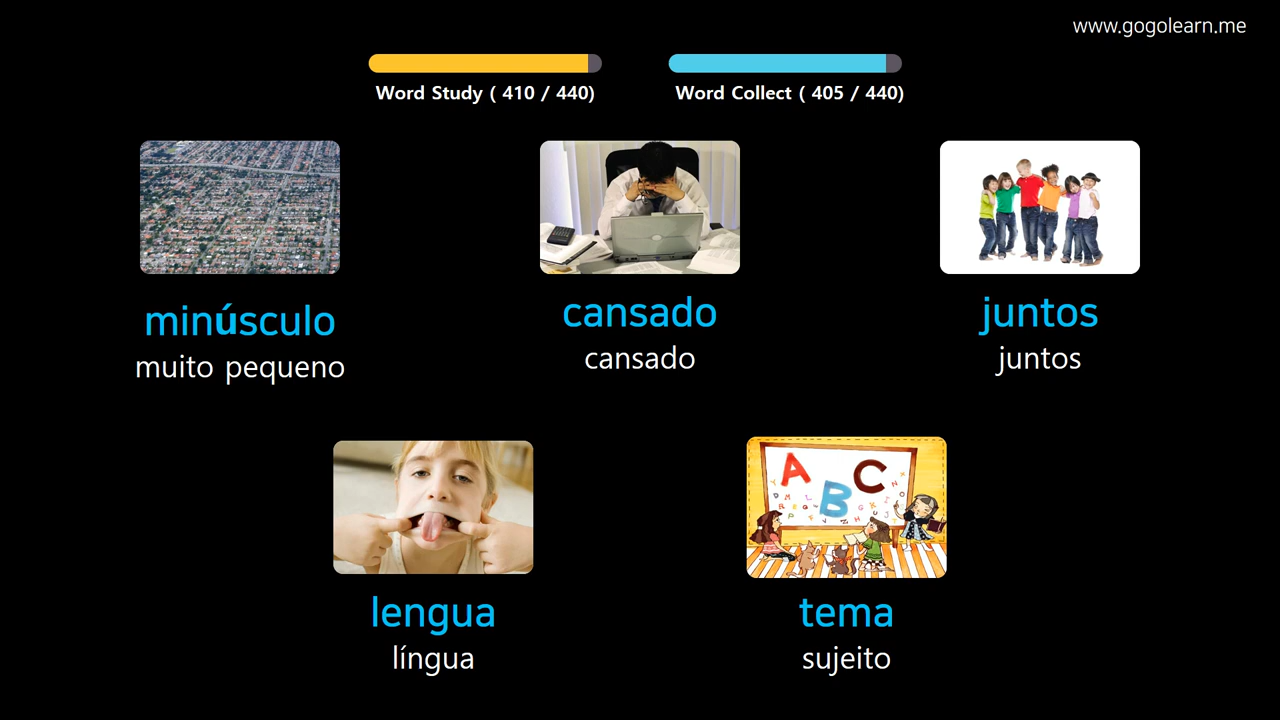 www.gogolearn.me
Word Study ( 410 / 440)
Word Collect ( 405 / 440)
minúsculo
muito pequeno
cansado
cansado
juntos
juntos
A B C
lengua
língua
tema
sujeito